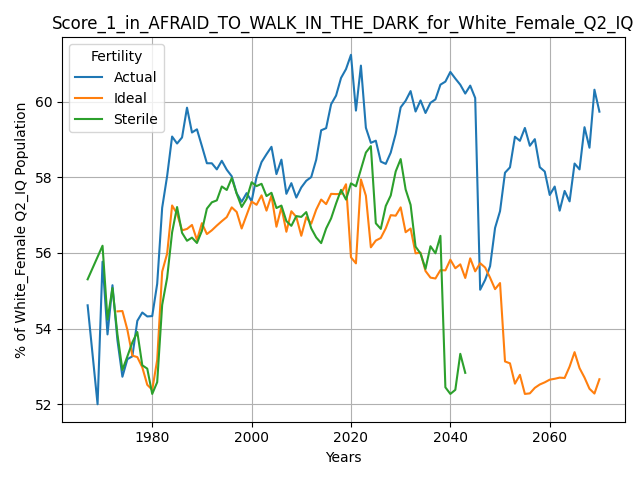 Score_1_in_AFRAID_TO_WALK_IN_THE_DARK_for_White_Female_Q2_IQ
Fertility
Actual
Ideal
Sterile
% of White_Female Q2_IQ Population
60
58
56
54
52
1980
2000
2020
2040
2060
Years